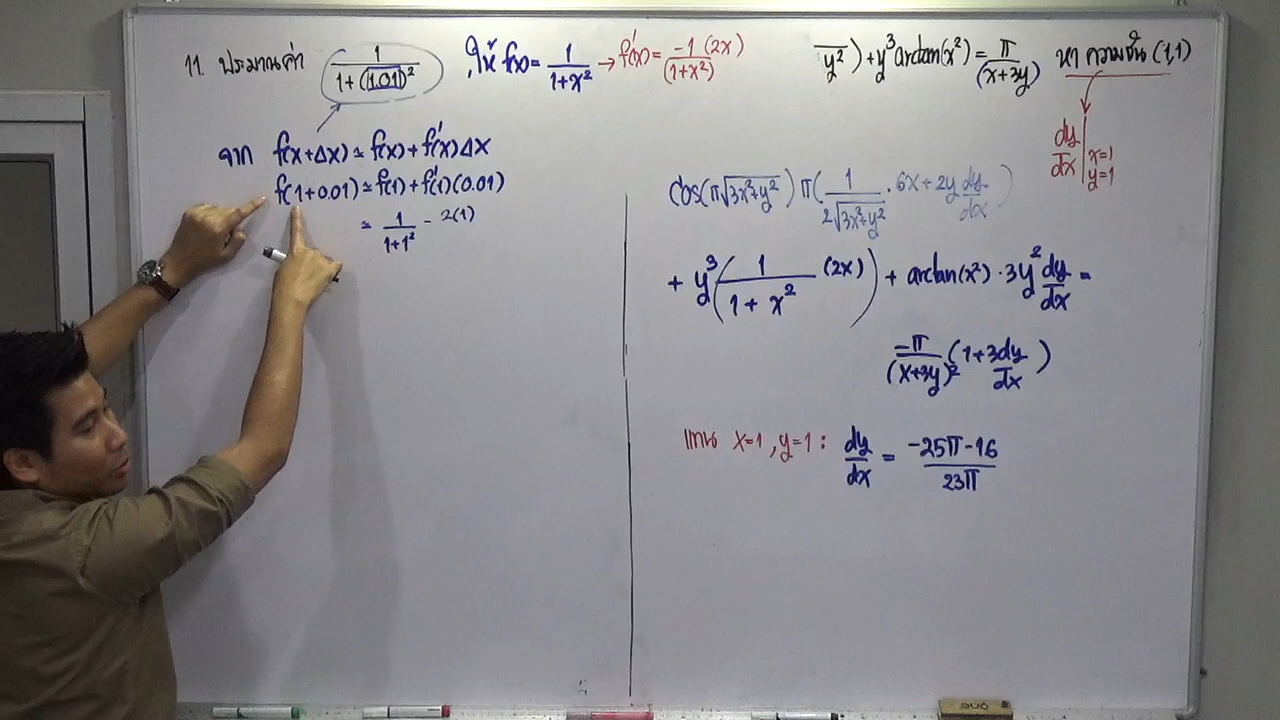 11. ประมาณค่า 1/(1+(1.01)²) ,ให้ f(x) = 1/(1+x²) → f'(x) = -1(2x)/(1+x²)
จาก f(x+Δx) ≃ f(x) + f'(x)Δx
f(1+0.01) ≃ f(1) + f'(1)(0.01)
≃ 1/(1+1²) - 2(1)
y²) + y³ arctan(x²) = π/(x+3y) หา ความชัน (1,1)
dy/dx | x=1 y=1
cos(π√(3x²+y²)) π( 1/(2√(3x²+y²)) · 6x + 2y dy/dx )
+ y³( 1/(1 + x²) (2x) ) + arctan(x²) · 3y² dy/dx =
-π/(x+3y)² (1+3dy/dx )
แทน x=1 , y=1 : dy/dx = (-25π-16)/(23π)